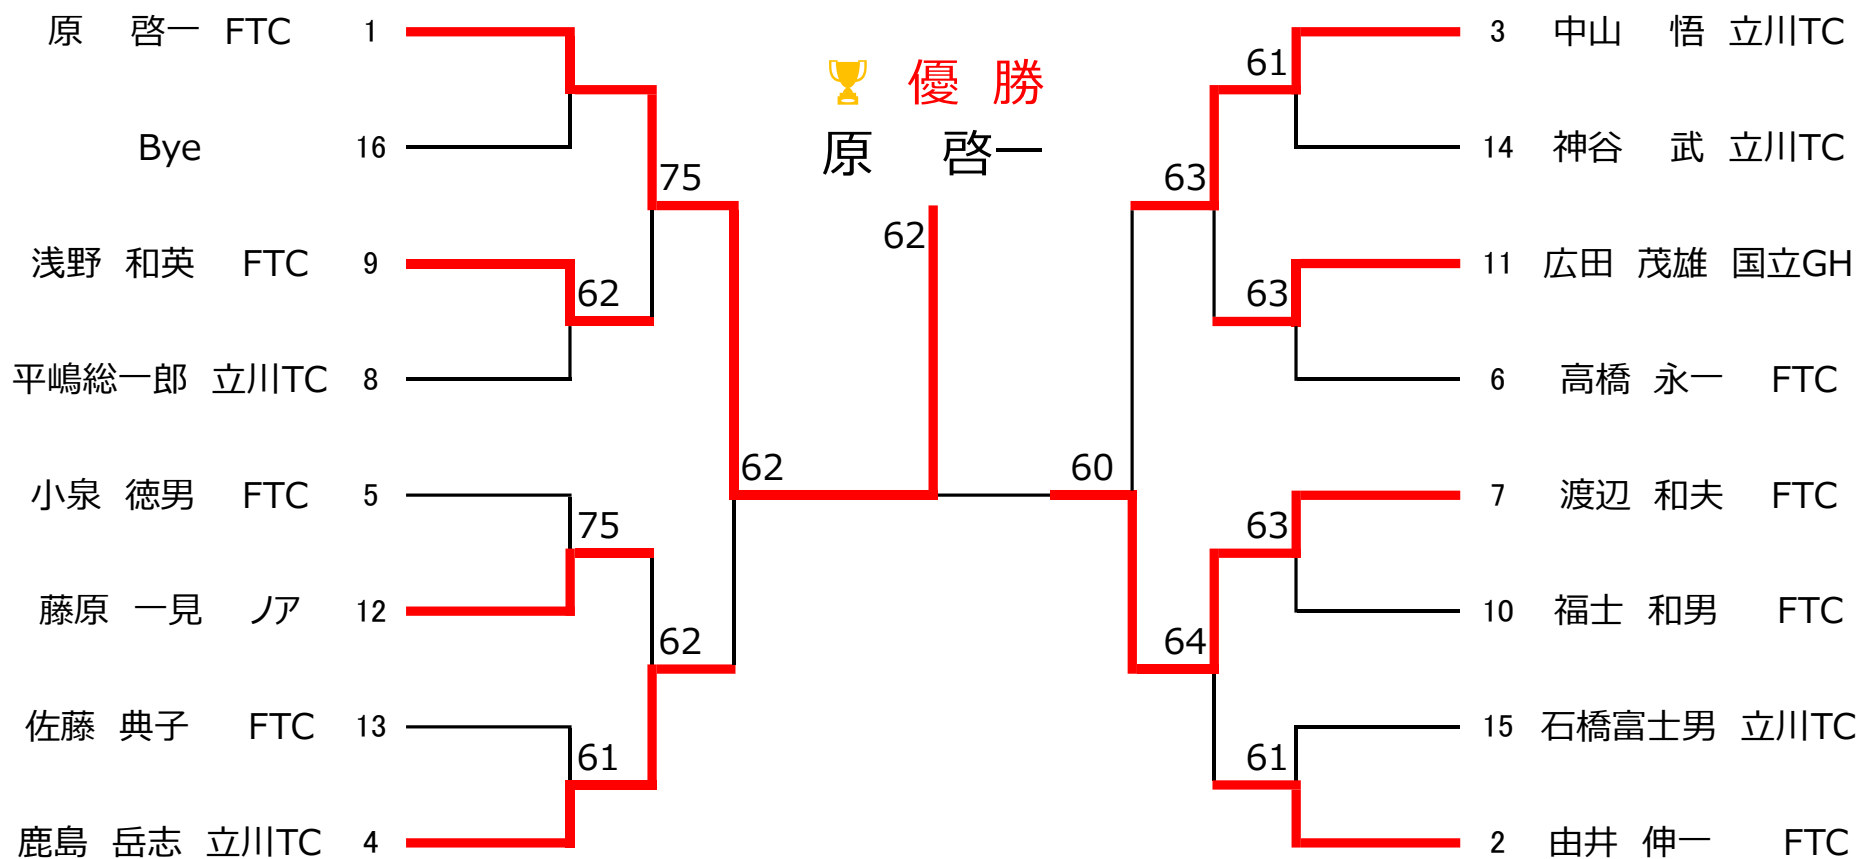 原 啓一 FTC 1
Bye 16
浅野 和英 FTC 9
平嶋総一郎 立川TC 8
小泉 徳男 FTC 5
藤原 一見 ノア 12
佐藤 典子 FTC 13
鹿島 岳志 立川TC 4
75
62
75
62
61
62
優 勝
原 啓一
62
60
61
63
63
63
64
61
3 中山 悟 立川TC
14 神谷 武 立川TC
11 広田 茂雄 国立GH
6 高橋 永一 FTC
7 渡辺 和夫 FTC
10 福士 和男 FTC
15 石橋富士男 立川TC
2 由井 伸一 FTC